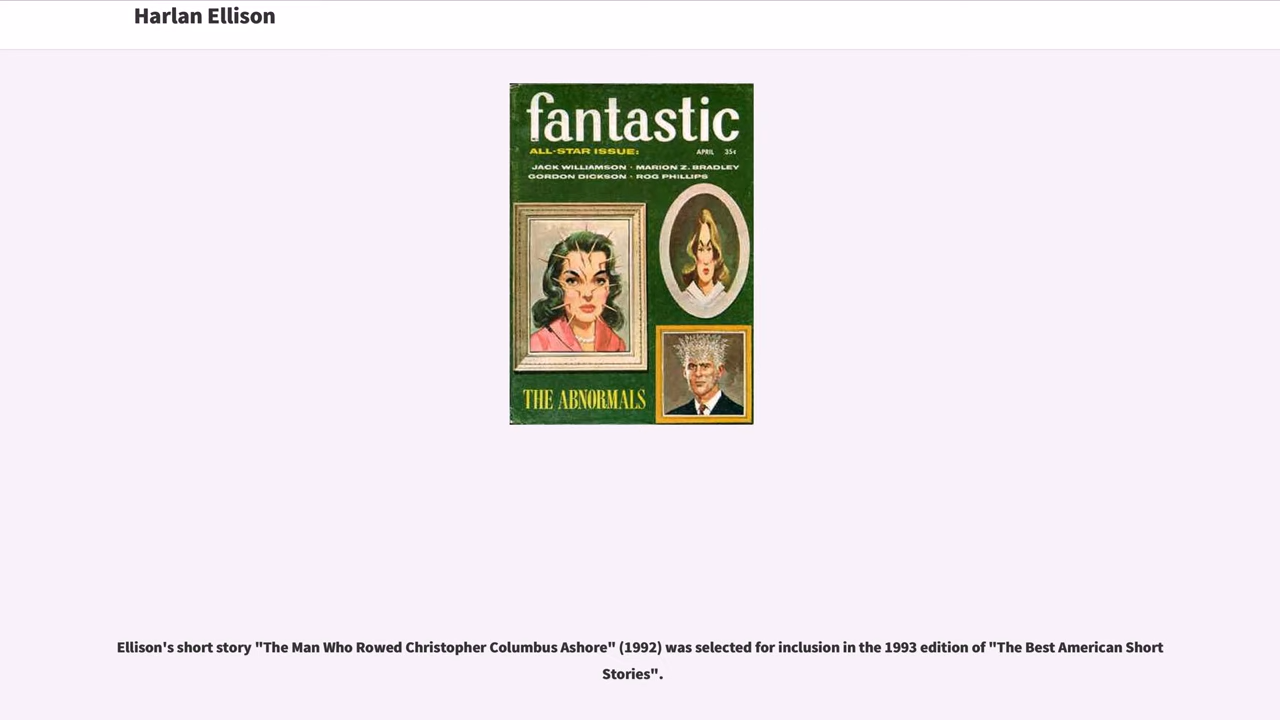 Harlan Ellison
fantastic
ALL-STAR ISSUE:
APRIL 35¢
JACK WILLIAMSON · MARION Z. BRADLEY
GORDON DICKSON · ROG PHILLIPS
THE ABNORMALS
Ellison's short story "The Man Who Rowed Christopher Columbus Ashore" (1992) was selected for inclusion in the 1993 edition of "The Best American Short
Stories".